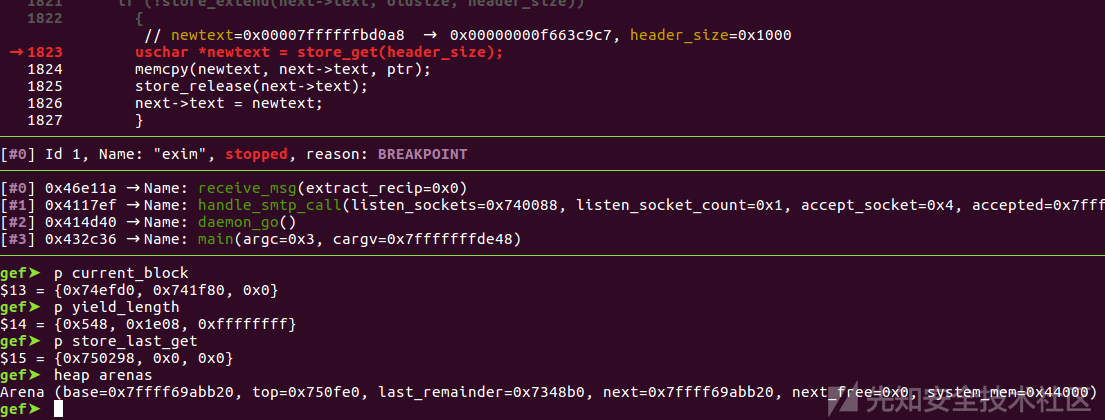 1821 if (!store_extend(next->text, oldsize, header_size))
1822 {
// newtext=0x00007ffffffbd0a8 → 0x00000000f663c9c7, header_size=0x1000
→ 1823 uschar *newtext = store_get(header_size);
1824 memcpy(newtext, next->text, ptr);
1825 store_release(next->text);
1826 next->text = newtext;
1827 }
[#0] Id 1, Name: "exim", stopped, reason: BREAKPOINT
[#0] 0x46e11a → Name: receive_msg(extract_recip=0x0)
[#1] 0x4117ef → Name: handle_smtp_call(listen_sockets=0x740088, listen_socket_count=0x1, accept_socket=0x4, accepted=0x7fff
[#2] 0x414d40 → Name: daemon_go()
[#3] 0x432c36 → Name: main(argc=0x3, cargv=0x7fffffffde48)
gef➤ p current_block
$13 = {0x74efd0, 0x741f80, 0x0}
gef➤ p yield_length
$14 = {0x548, 0x1e08, 0xffffffff}
gef➤ p store_last_get
$15 = {0x750298, 0x0, 0x0}
gef➤ heap arenas
Arena (base=0x7ffff69abb20, top=0x750fe0, last_remainder=0x7348b0, next=0x7ffff69abb20, next_free=0x0, system_mem=0x44000)
gef➤
先知安全技术社区